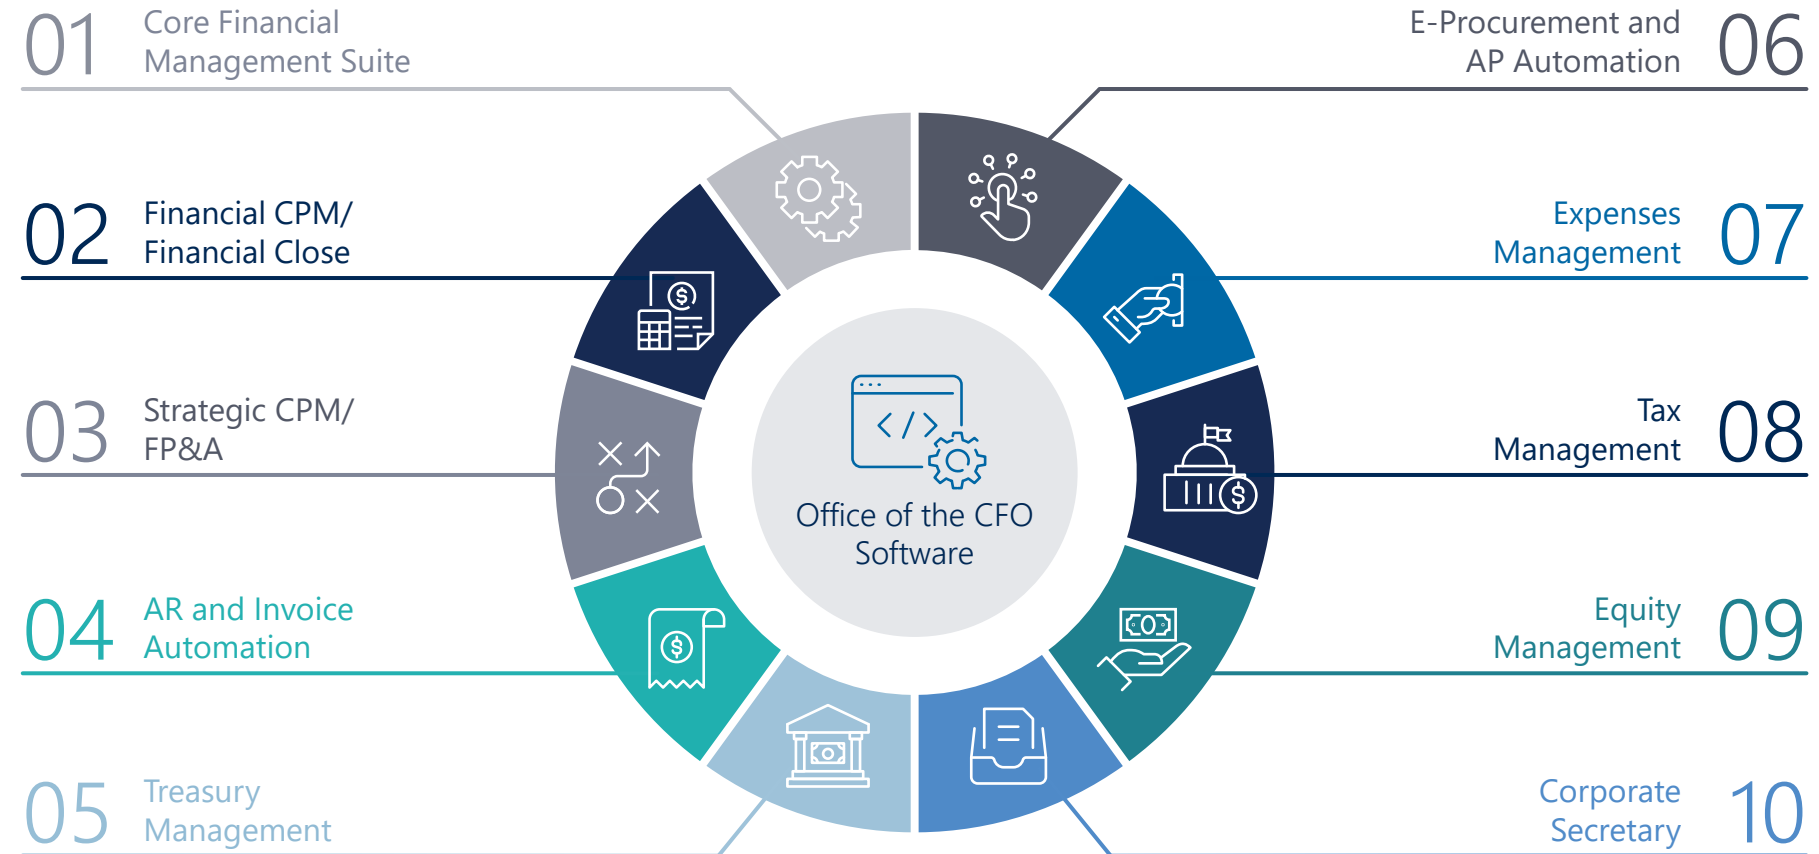 01
Core Financial
Management Suite
02
Financial CPM/
Financial Close
03
Strategic CPM/
FP&A
04
AR and Invoice
Automation
05
Treasury
Management
Office of the CFO
Software
E-Procurement and
AP Automation
06
Expenses
Management
07
Tax
Management
08
Equity
Management
09
Corporate
Secretary
10